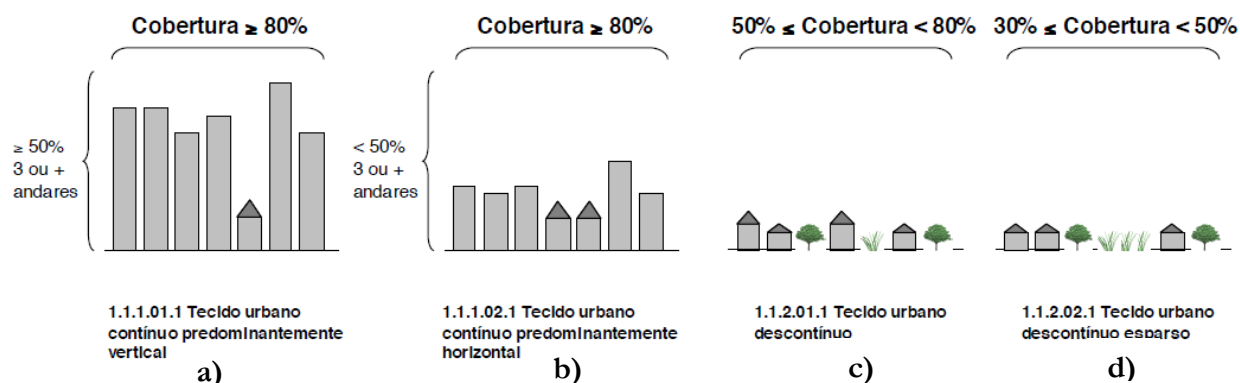 Cobertura ≥ 80%
Cobertura ≥ 80%
50% ≤ Cobertura < 80%
30% ≤ Cobertura < 50%
≥ 50%
3 ou +
andares
< 50%
3 ou +
andares
1.1.1.01.1 Tecido urbano
contínuo predominantemente
vertical
a)
1.1.1.02.1 Tecido urbano
contínuo predominantemente
horizontal
b)
1.1.2.01.1 Tecido urbano
descontínuo
c)
1.1.2.02.1 Tecido urbano
descontínuo esparso
d)